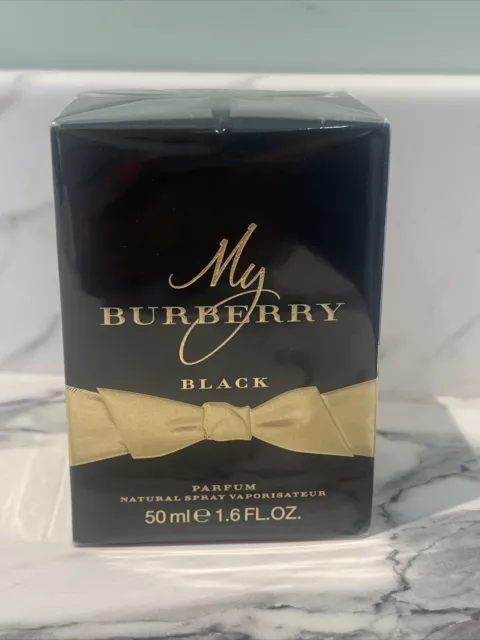 My
BURBERRY
BLACK
PARFUM
NATURAL SPRAY VAPORISATEUR
50 ml ℮ 1.6 FL.OZ.